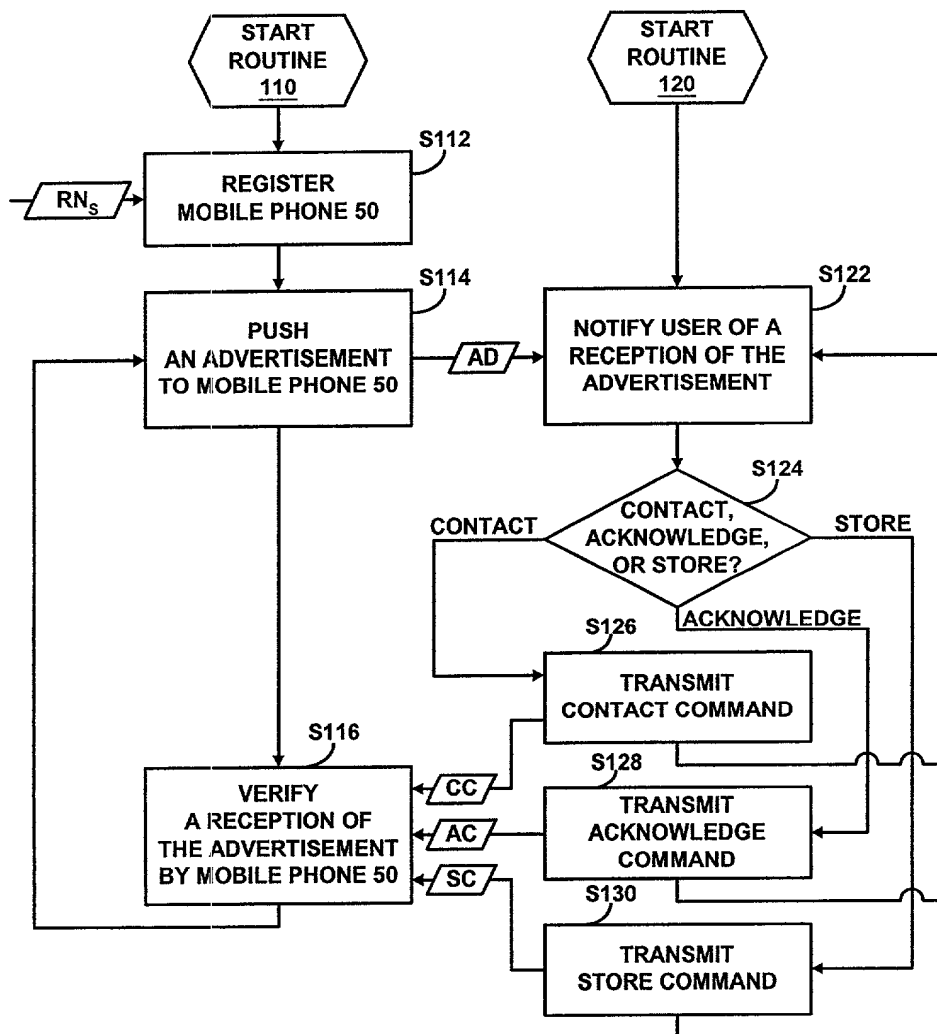 START
ROUTINE
110
START
ROUTINE
120
S112
RN_S
REGISTER
MOBILE PHONE 50
S114
PUSH
AN ADVERTISEMENT
TO MOBILE PHONE 50
AD
S122
NOTIFY USER OF A
RECEPTION OF THE
ADVERTISEMENT
S124
CONTACT,
ACKNOWLEDGE,
OR STORE?
CONTACT
STORE
ACKNOWLEDGE
S126
TRANSMIT
CONTACT COMMAND
S116
VERIFY
A RECEPTION OF
THE ADVERTISEMENT
BY MOBILE PHONE 50
CC
AC
SC
S128
TRANSMIT
ACKNOWLEDGE
COMMAND
S130
TRANSMIT
STORE COMMAND